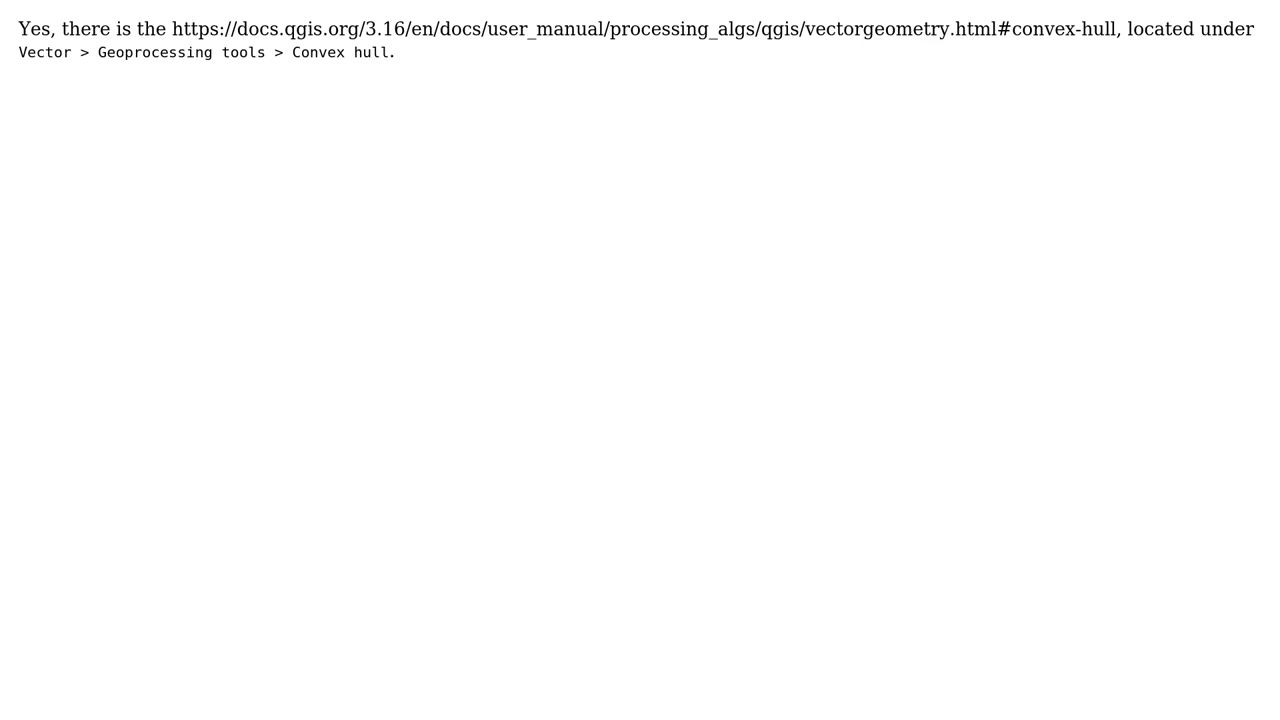 Yes, there is the https://docs.qgis.org/3.16/en/docs/user_manual/processing_algs/qgis/vectorgeometry.html#convex-hull, located under
Vector > Geoprocessing tools > Convex hull.